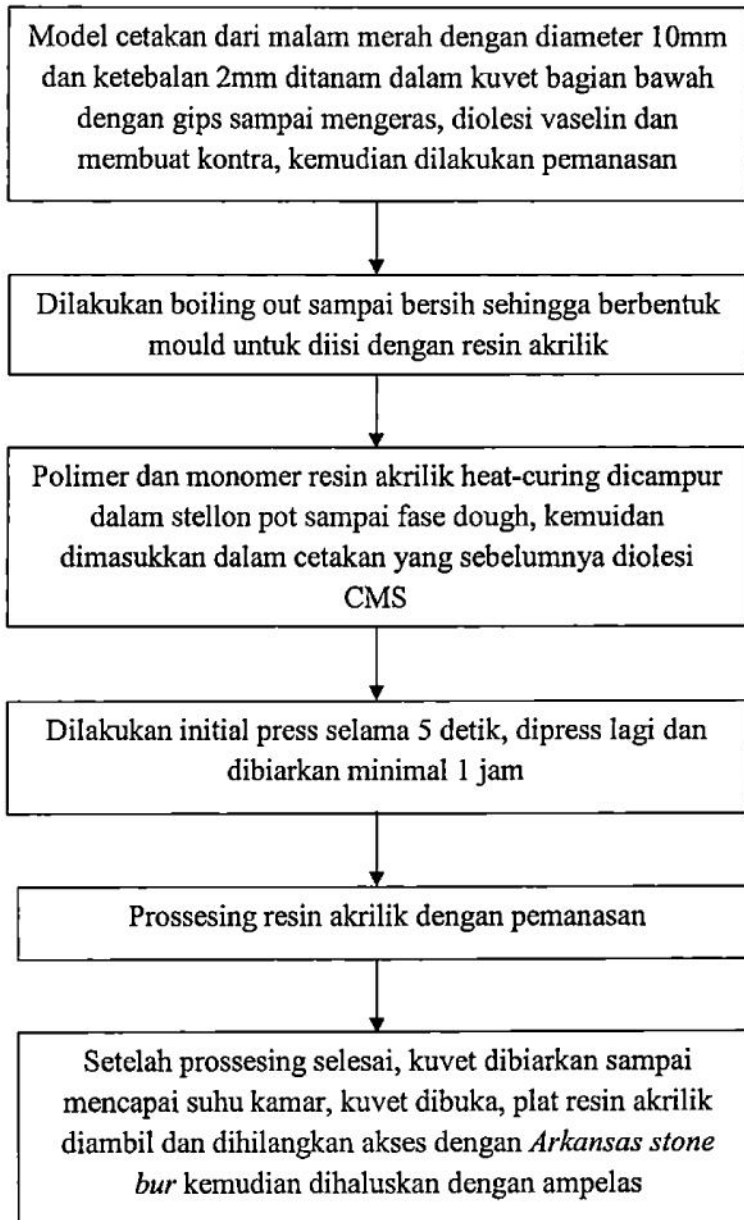 Model cetakan dari malam merah dengan diameter 10mm
dan ketebalan 2mm ditanam dalam kuvet bagian bawah
dengan gips sampai mengeras, diolesi vaselin dan
membuat kontra, kemudian dilakukan pemanasan
Dilakukan boiling out sampai bersih sehingga berbentuk
mould untuk diisi dengan resin akrilik
Polimer dan monomer resin akrilik heat-curing dicampur
dalam stellon pot sampai fase dough, kemuidan
dimasukkan dalam cetakan yang sebelumnya diolesi
CMS
Dilakukan initial press selama 5 detik, dipress lagi dan
dibiarkan minimal 1 jam
Prossesing resin akrilik dengan pemanasan
Setelah prossesing selesai, kuvet dibiarkan sampai
mencapai suhu kamar, kuvet dibuka, plat resin akrilik
diambil dan dihilangkan akses dengan Arkansas stone
bur kemudian dihaluskan dengan ampelas